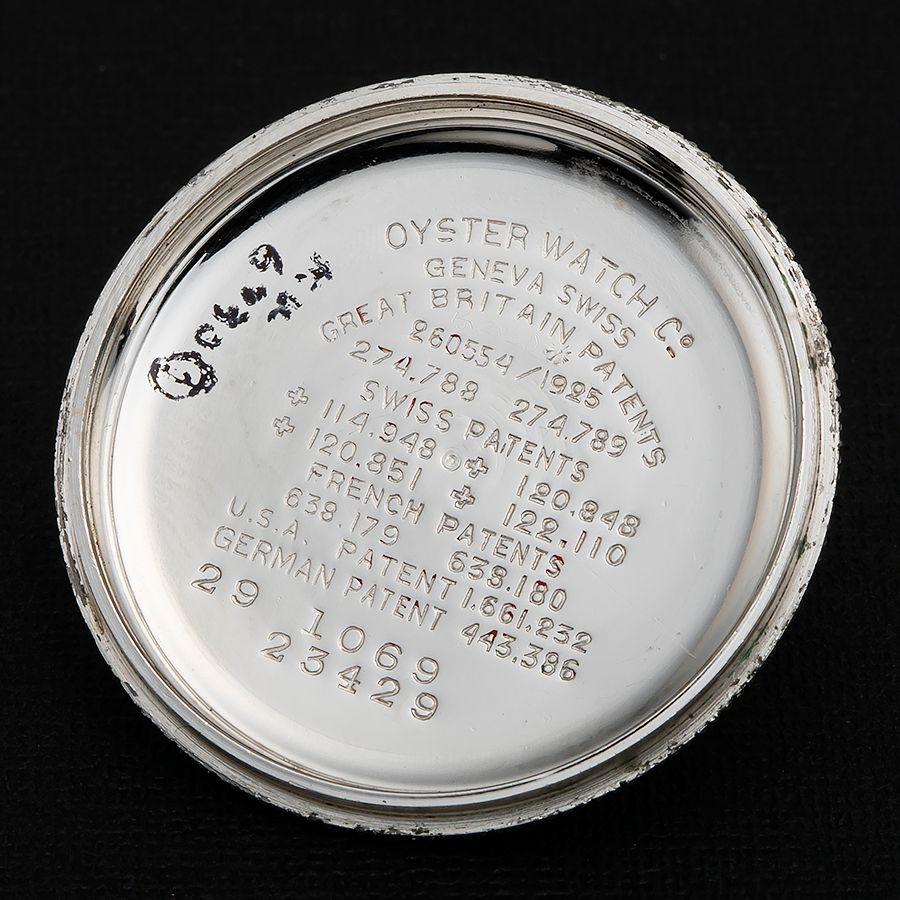 OYSTER WATCH Cº
GENEVA SWISS
GREAT BRITAIN PATENTS
260554/1925
274.788 274.789
SWISS PATENTS
114.948 120.848
120.851 122.110
FRENCH PATENTS
638.179 638.180
U.S.A. PATENT 1.661.232
GERMAN PATENT 443.386
29 1069
23429